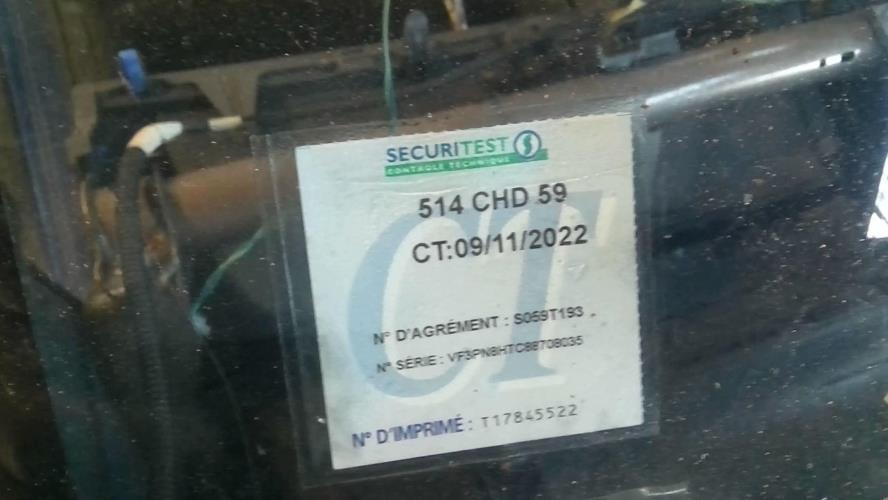 SECURITEST
CONTROLE TECHNIQUE
514 CHD 59
CT:09/11/2022
CT
N° D'AGRÉMENT : S059T193
N° SÉRIE : VF3PN8HTC88708035
N° D'IMPRIMÉ : T17845522